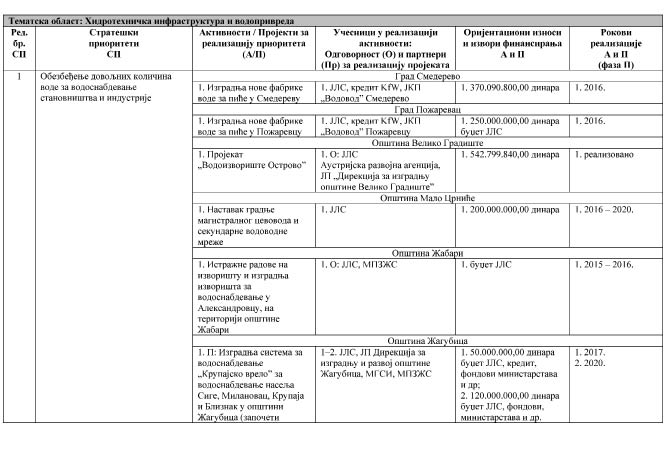 Тематска област: Хидротехничка инфраструктура и водопривреда
Ред. бр. СП
Стратешки приоритети СП
Активности / Пројекти за реализацију приоритета (А/П)
Учесници у реализацији активности: Одговорност (О) и партнери (Пр) за реализацију пројеката
Оријентациони износи и извори финансирања А и П
Рокови реализације А и П (фаза П)
1
Обезбеђење довољних количина
воде за водоснабдевање
становништва и индустрије
Град Смедерево
1. Изградња нове фабрике
воде за пиће у Смедереву
1. ЈЛС, кредит KfW, ЈКП
„Водовод” Смедерево
1. 370.090.800,00 динара
1. 2016.
Град Пожаревац
1. Изградња нове фабрике
воде за пиће у Пожаревцу
1. ЈЛС, кредит KfW, ЈКП
„Водовод” Пожаревцу
1. 250.000.000,00 динара
буџет ЈЛС
1. 2016.
Општина Велико Градиште
1. Пројекат
„Водоизвориште Острово”
1. О: ЈЛС
Аустријска развојна агенција,
ЈП „Дирекција за изградњу
општине Велико Градиште”
1. 542.799.840,00 динара
1. реализовано
Општина Мало Црниће
1. Наставак градње
магистралног цевовода и
секундарне водоводне
мреже
1. ЈЛС
1. 200.000.000,00 динара
1. 2016 – 2020.
Општина Жабари
1. Истражне радове на
изворишту и изградња
изворишта за
водоснабдевање у
Александровцу, на
територији општине
Жабари
1. О: ЈЛС, МПЗЖС
1. буџет ЈЛС
1. 2015 – 2016.
Општина Жагубица
1. П: Изградња система за
водоснабдевање
„Крупајско врело” за
водоснабдевање насеља
Сиге, Милановац, Крупаја
и Близнак у општини
Жагубица (започети
1–2. ЈЛС, ЈП Дирекција за
изградњу и развој општине
Жагубица, МГСИ, МПЗЖС
1. 50.000.000,00 динара
буџет ЈЛС, кредит,
фондови министарстава
и др;
2. 120.000.000,00 динара
буџет ЈЛС, фондови,
министарстава и др.
1. 2017.
2. 2020.